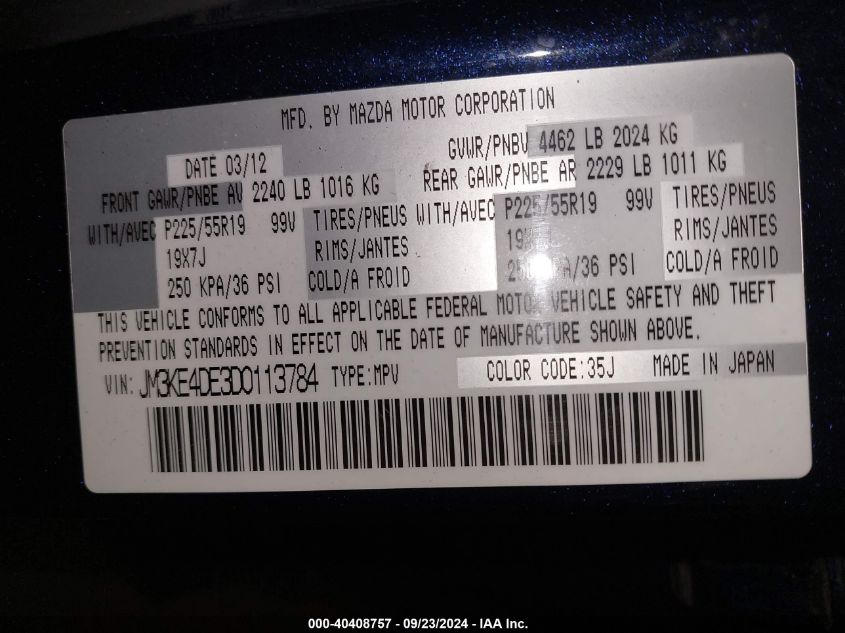 MFD. BY MAZDA MOTOR CORPORATION
DATE 03/12 GVWR/PNBV 4462 LB 2024 KG
FRONT GAWR/PNBE AV 2240 LB 1016 KG REAR GAWR/PNBE AR 2229 LB 1011 KG
WITH/AVEC P225/55R19 99V TIRES/PNEUS WITH/AVEC P225/55R19 99V TIRES/PNEUS
19X7J RIMS/JANTES 19X7J RIMS/JANTES
250 KPA/36 PSI COLD/A FROID 250 KPA/36 PSI COLD/A FROID
THIS VEHICLE CONFORMS TO ALL APPLICABLE FEDERAL MOTOR VEHICLE SAFETY AND THEFT
PREVENTION STANDARDS IN EFFECT ON THE DATE OF MANUFACTURE SHOWN ABOVE.
VIN: JM3KE4DE3D0113784 TYPE:MPV COLOR CODE:35J MADE IN JAPAN
000-40408757 - 09/23/2024 - IAA Inc.